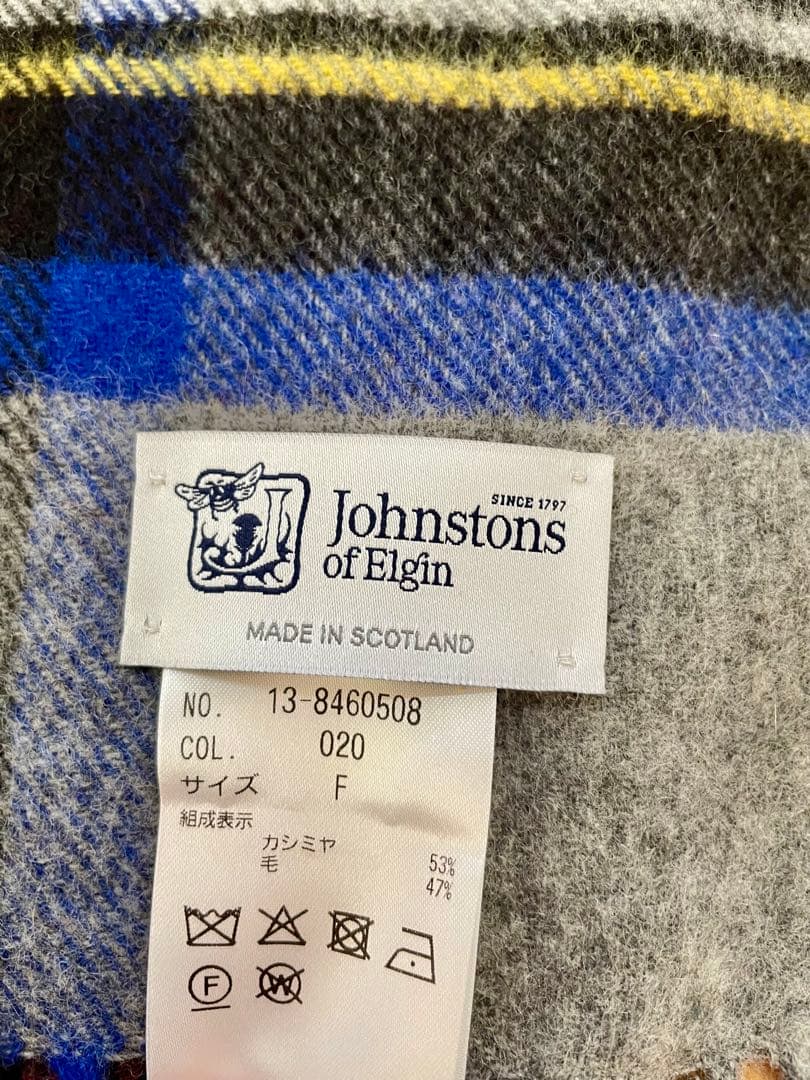 SINCE 1797
Johnstons
of Elgin
MADE IN SCOTLAND
NO. 13-8460508
COL. 020
サイズ F
組成表示
カシミヤ 53%
毛 47%
F
W